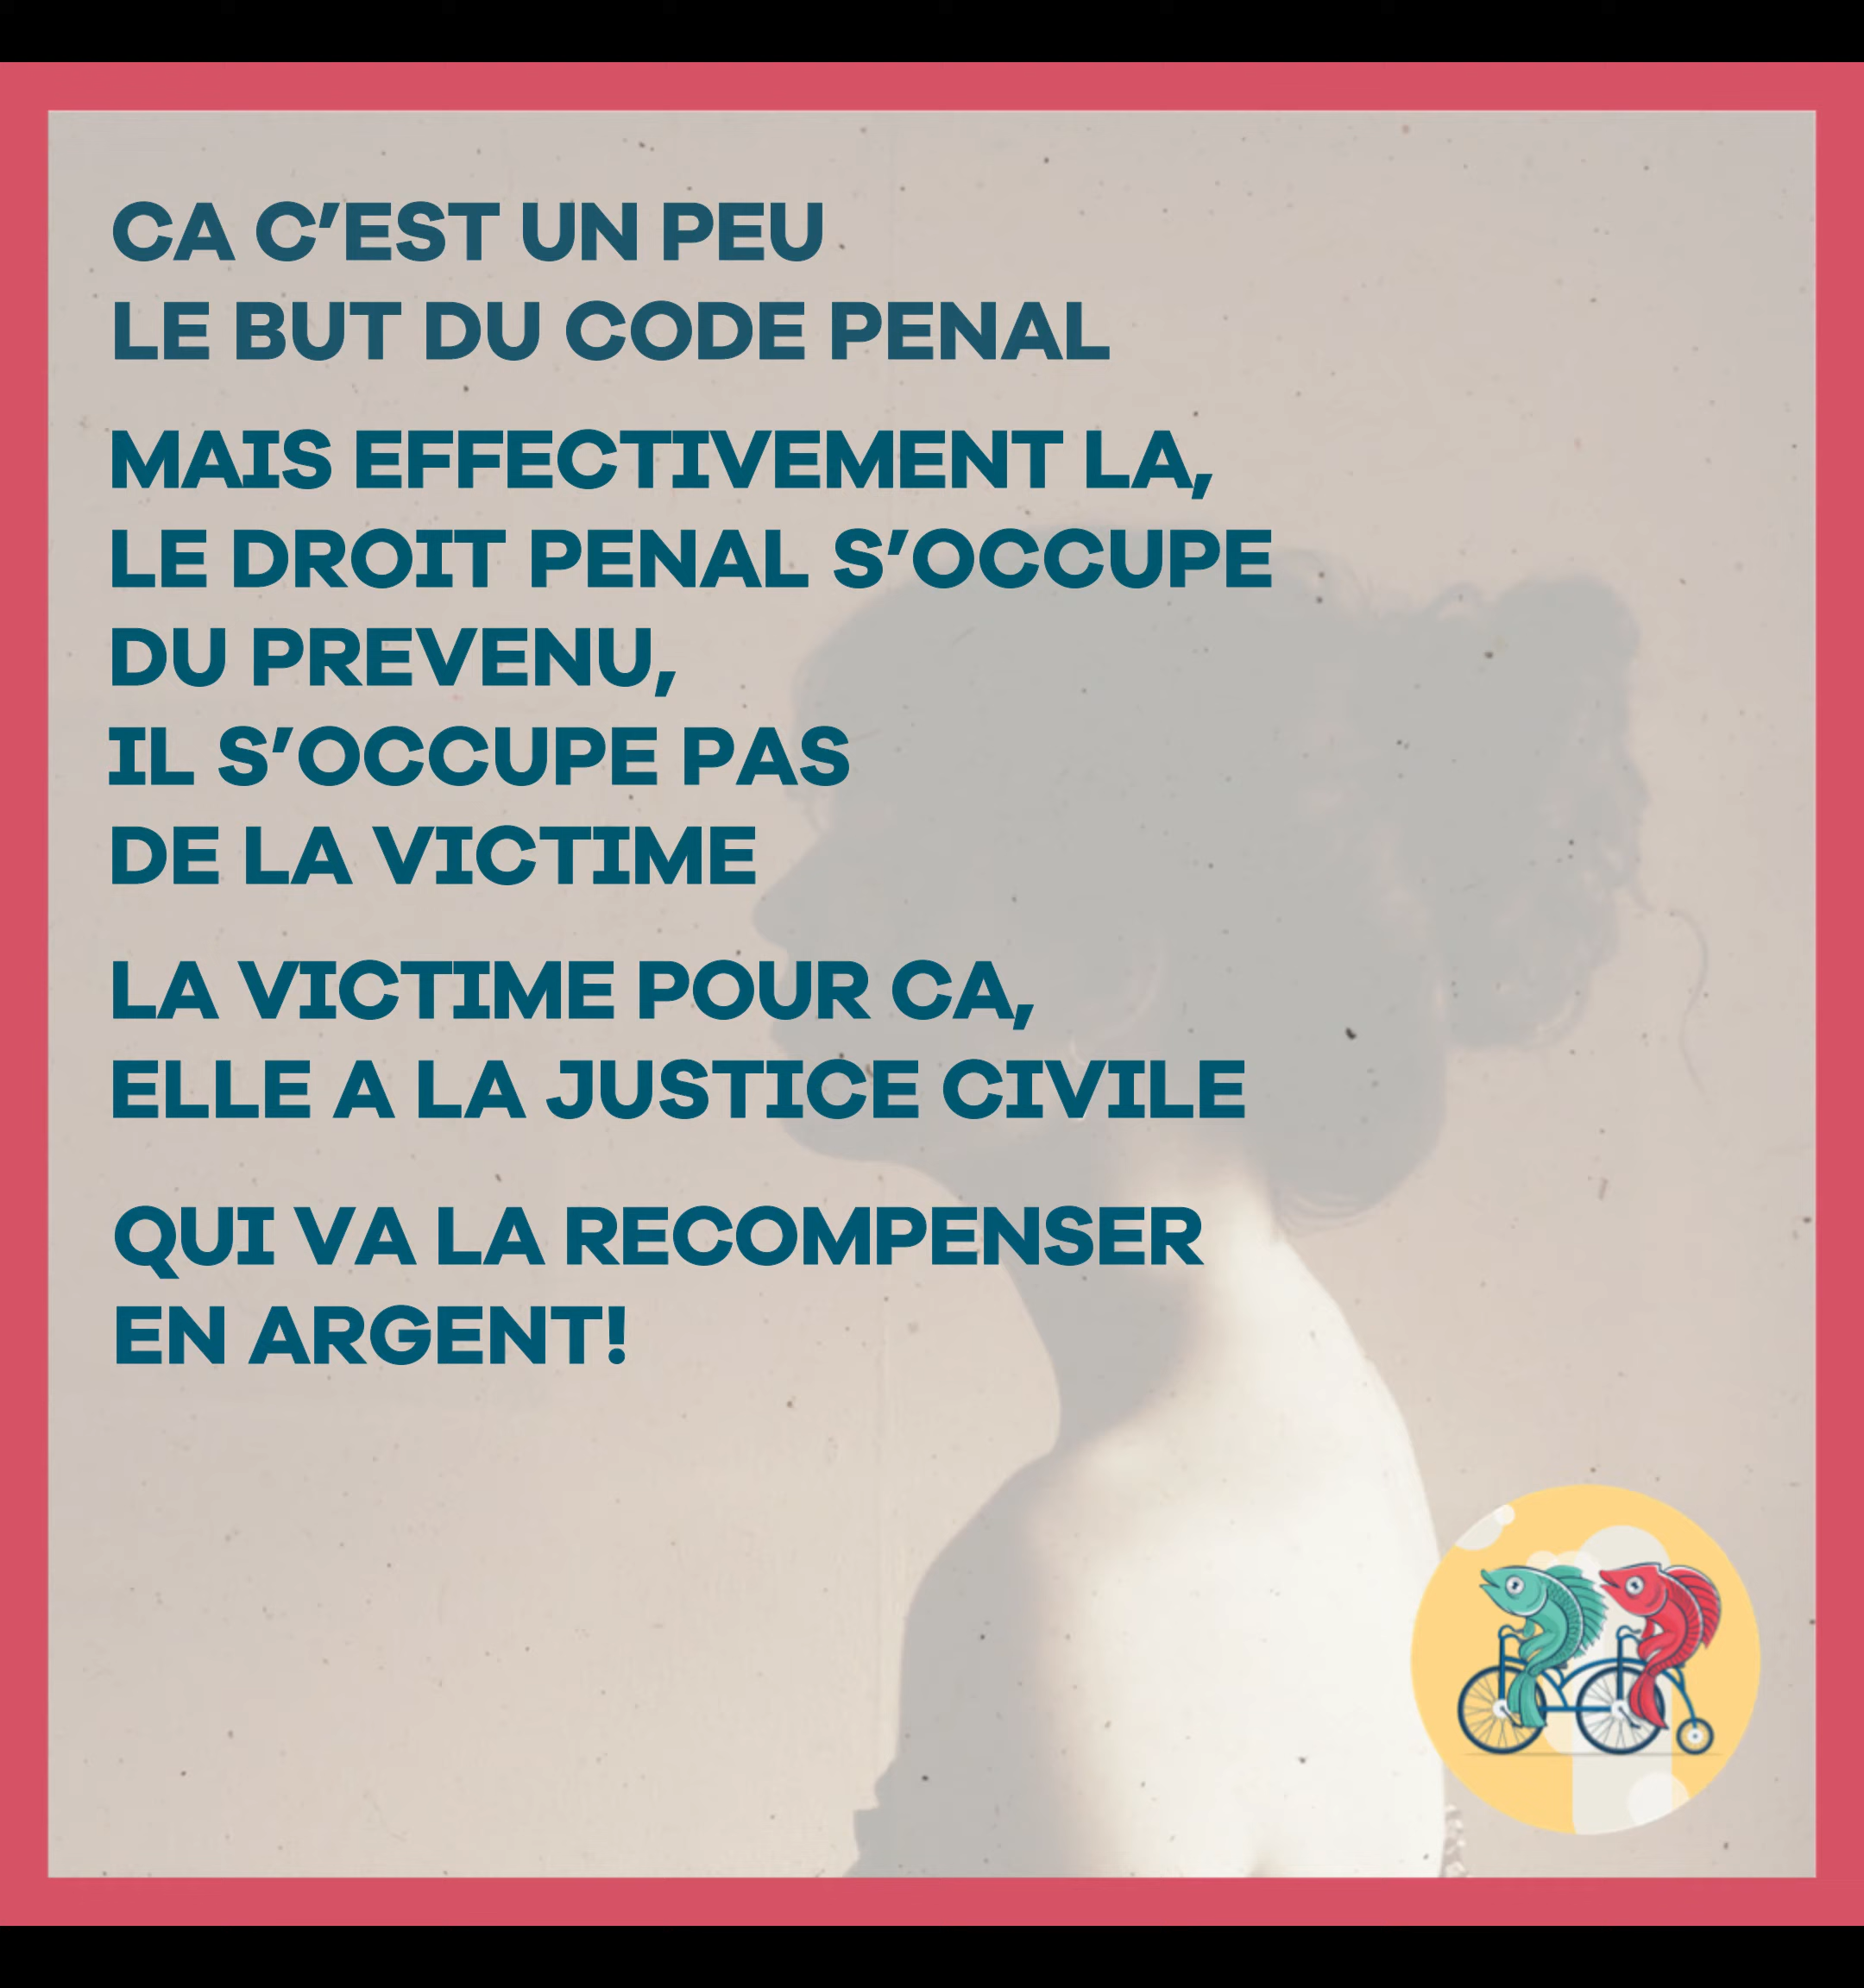 CA C'EST UN PEU
LE BUT DU CODE PENAL
MAIS EFFECTIVEMENT LA,
LE DROIT PENAL S'OCCUPE
DU PREVENU,
IL S'OCCUPE PAS
DE LA VICTIME
LA VICTIME POUR CA,
ELLE A LA JUSTICE CIVILE
QUI VA LA RECOMPENSER
EN ARGENT!